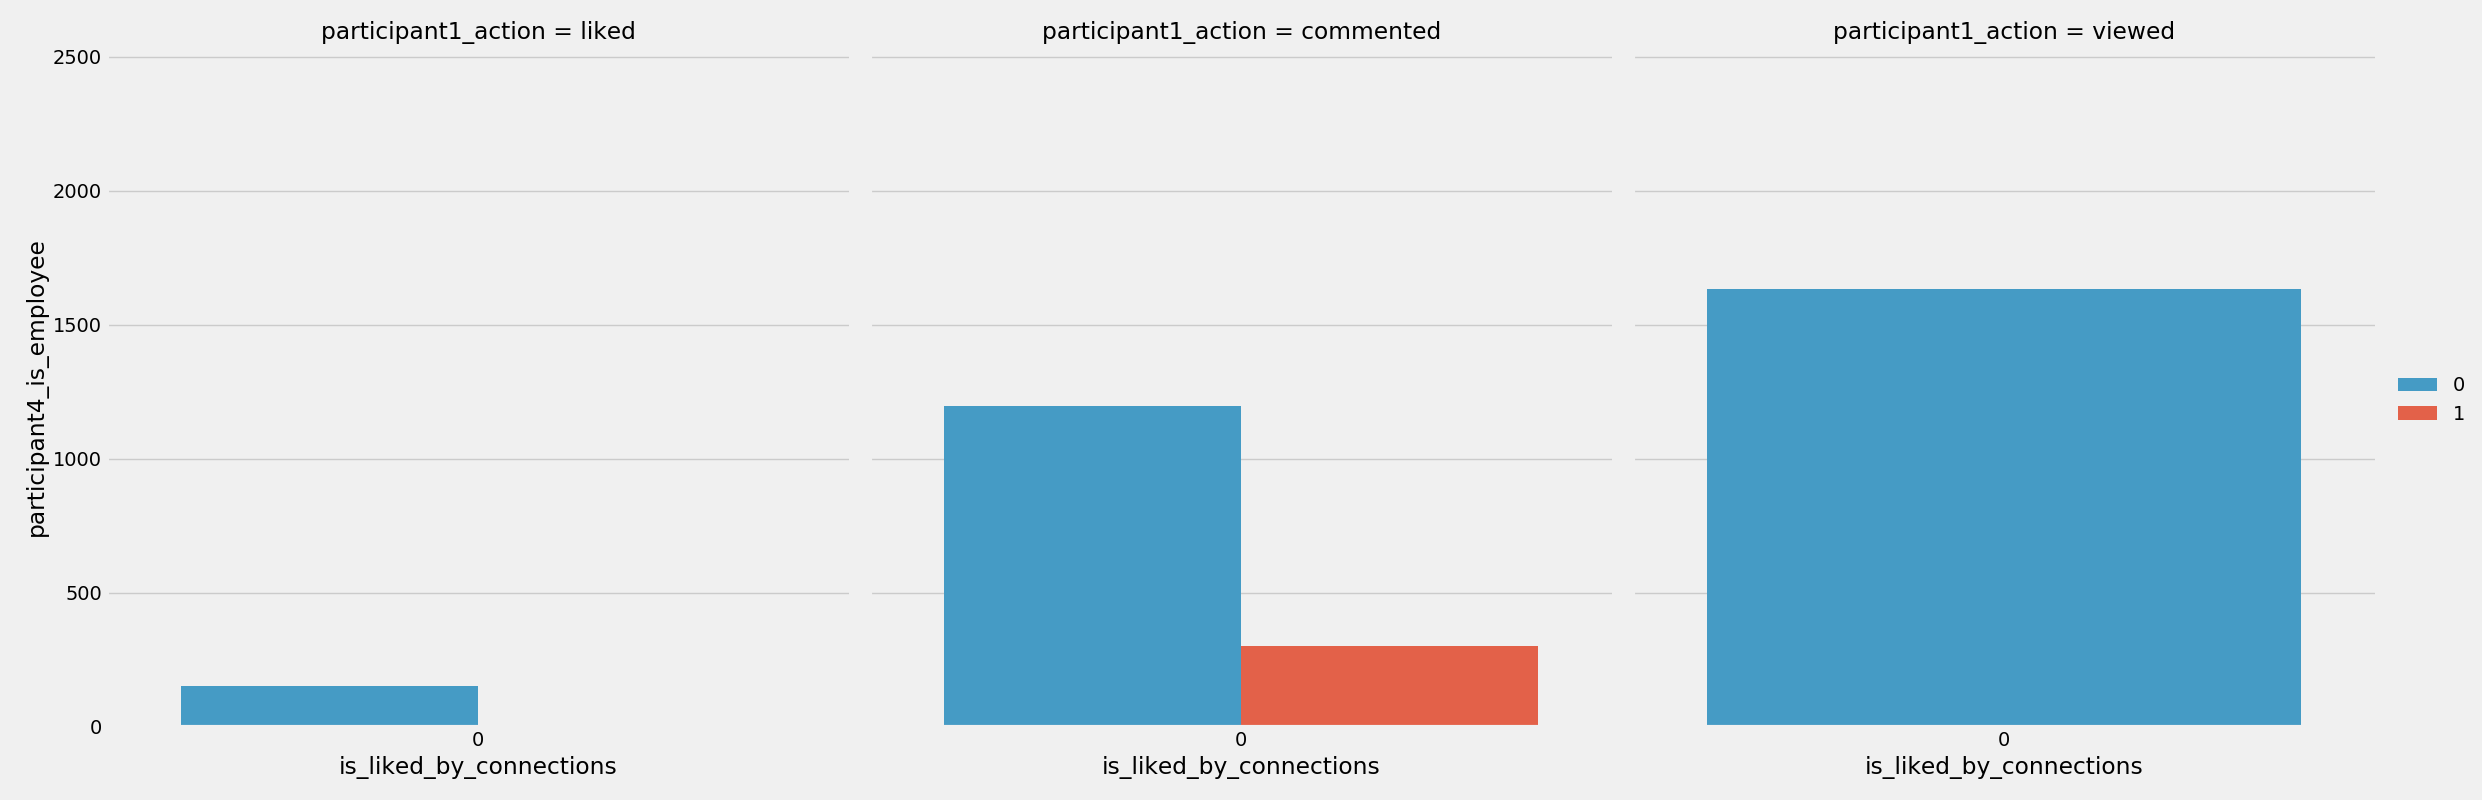 participant1_action = liked
participant1_action = commented
participant1_action = viewed
participant4_is_employee
2500
2000
1500
1000
500
0
0
0
0
is_liked_by_connections
is_liked_by_connections
is_liked_by_connections
0
1